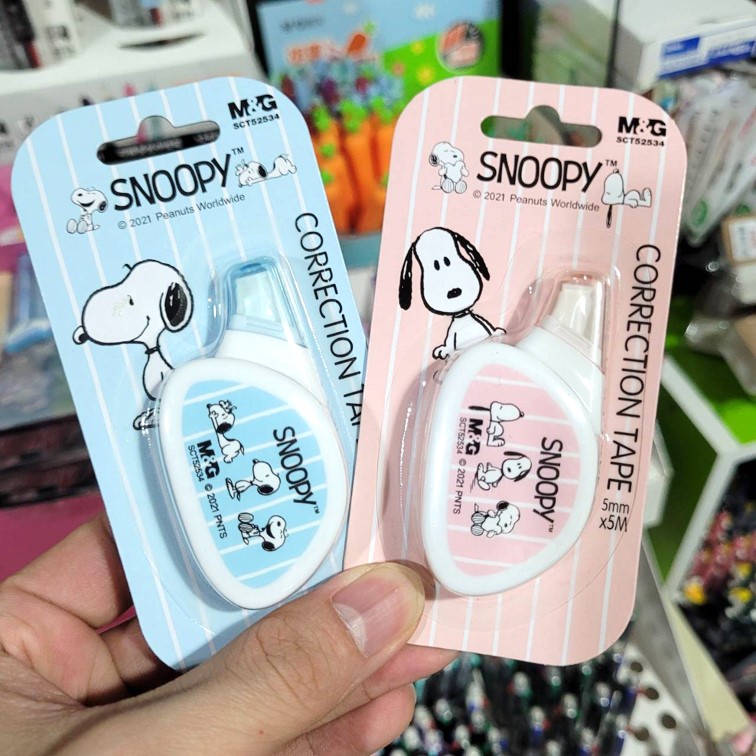 M&G
SCT52534
SNOOPY™
© 2021 Peanuts Worldwide
CORRECTION TA
SNOOPY™
M&G
SCT52534 © 2021 PNTS
M&G
SCT52534
SNOOPY™
© 2021 Peanuts Worldwide
CORRECTION TAPE
5mm
x5M
SNOOPY™
M&G
SCT52534 © 2021 PNTS